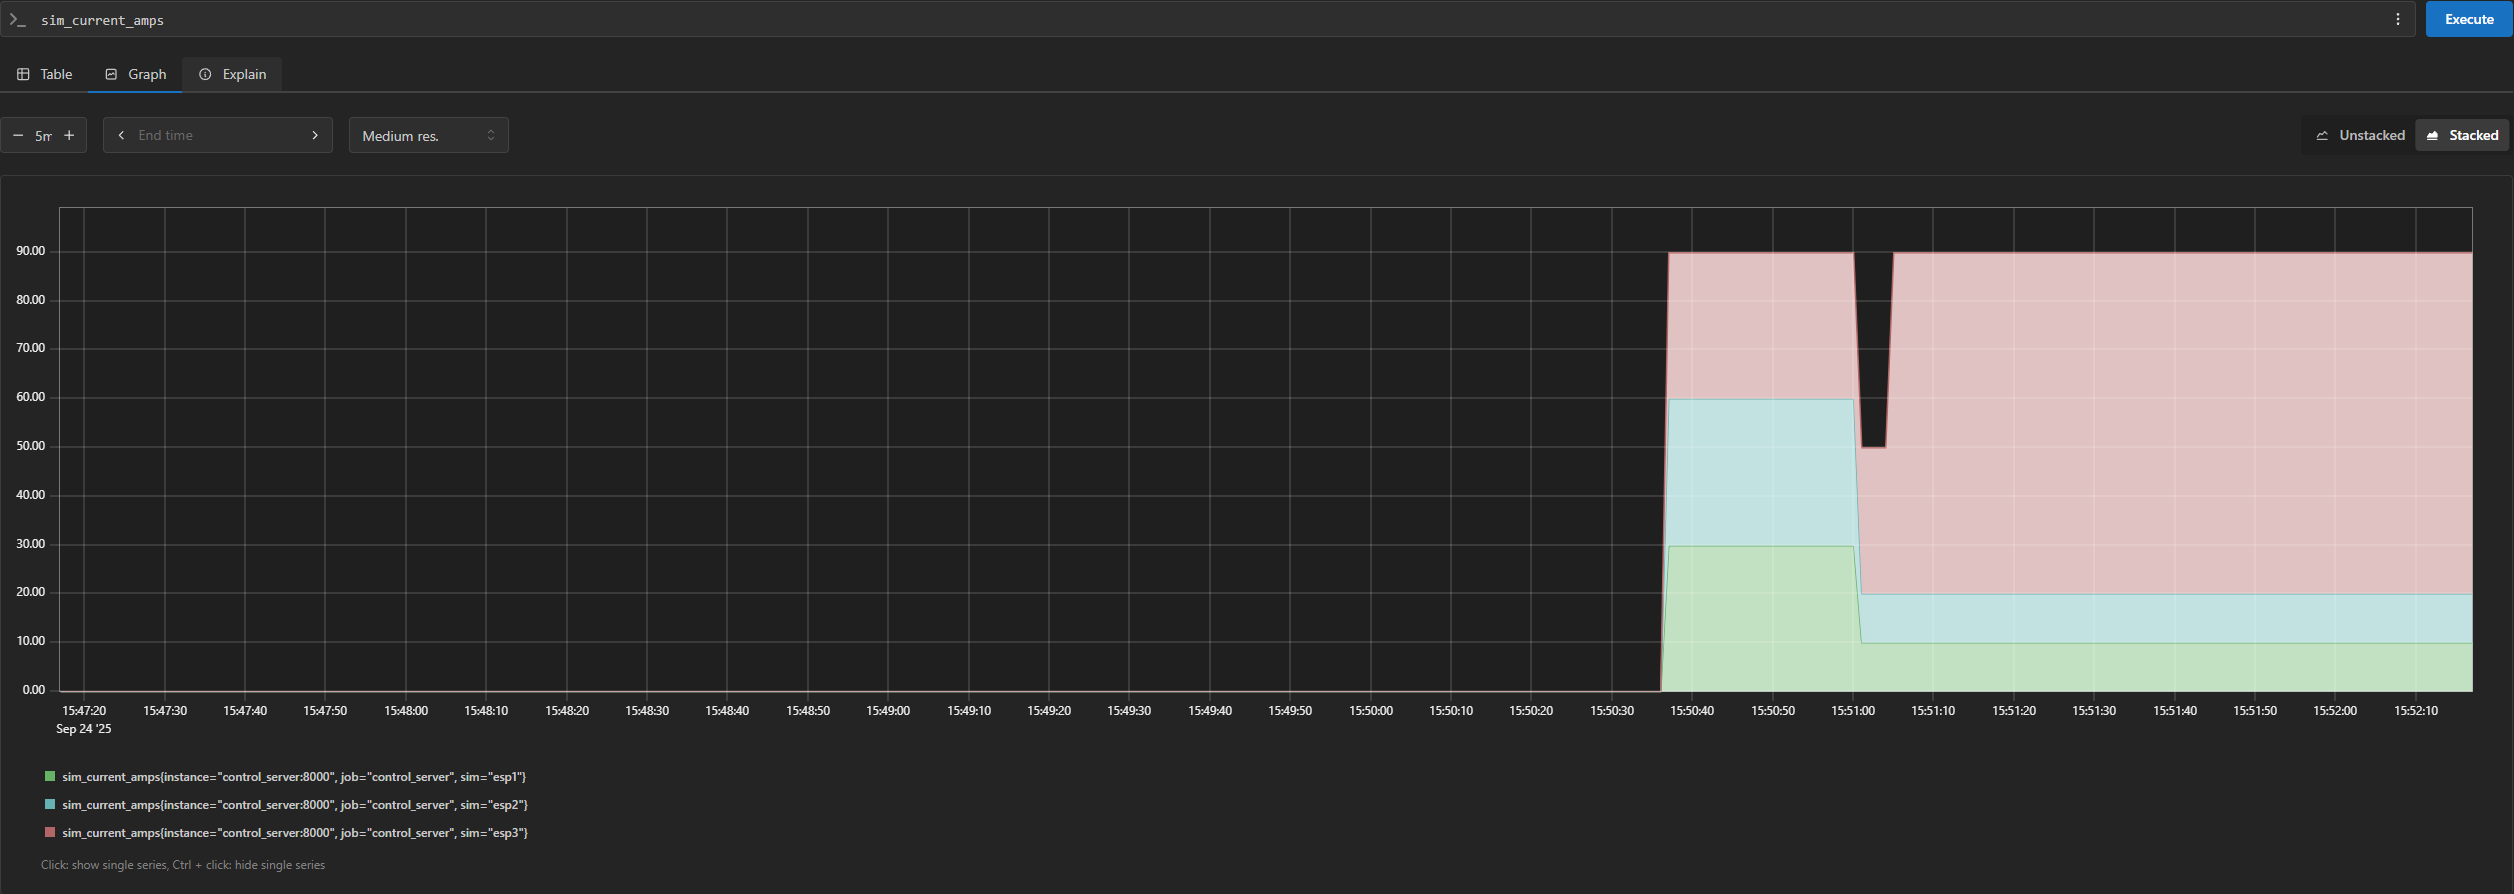 sim_current_amps
Execute
Table Graph Explain
5m End time Medium res. Unstacked Stacked
90.00
80.00
70.00
60.00
50.00
40.00
30.00
20.00
10.00
0.00
15:47:20 15:47:30 15:47:40 15:47:50 15:48:00 15:48:10 15:48:20 15:48:30 15:48:40 15:48:50 15:49:00 15:49:10 15:49:20 15:49:30 15:49:40 15:49:50 15:50:00 15:50:10 15:50:20 15:50:30 15:50:40 15:50:50 15:51:00 15:51:10 15:51:20 15:51:30 15:51:40 15:51:50 15:52:00 15:52:10
Sep 24 '25
sim_current_amps{instance="control_server:8000", job="control_server", sim="esp1"}
sim_current_amps{instance="control_server:8000", job="control_server", sim="esp2"}
sim_current_amps{instance="control_server:8000", job="control_server", sim="esp3"}
Click: show single series, Ctrl + click: hide single series